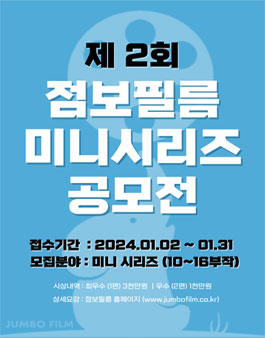 제 2회
점보필름
미니시리즈
공모전
접수기간 : 2024.01.02 ~ 01.31
모집분야 : 미니 시리즈 (10~16부작)
시상내역 : 최우수 (1편) 3천만원 ㅣ 우수 (2편) 1천만원
상세요강 : 점보필름 홈페이지 (www.jumbofilm.co.kr)
JUMBO FILM